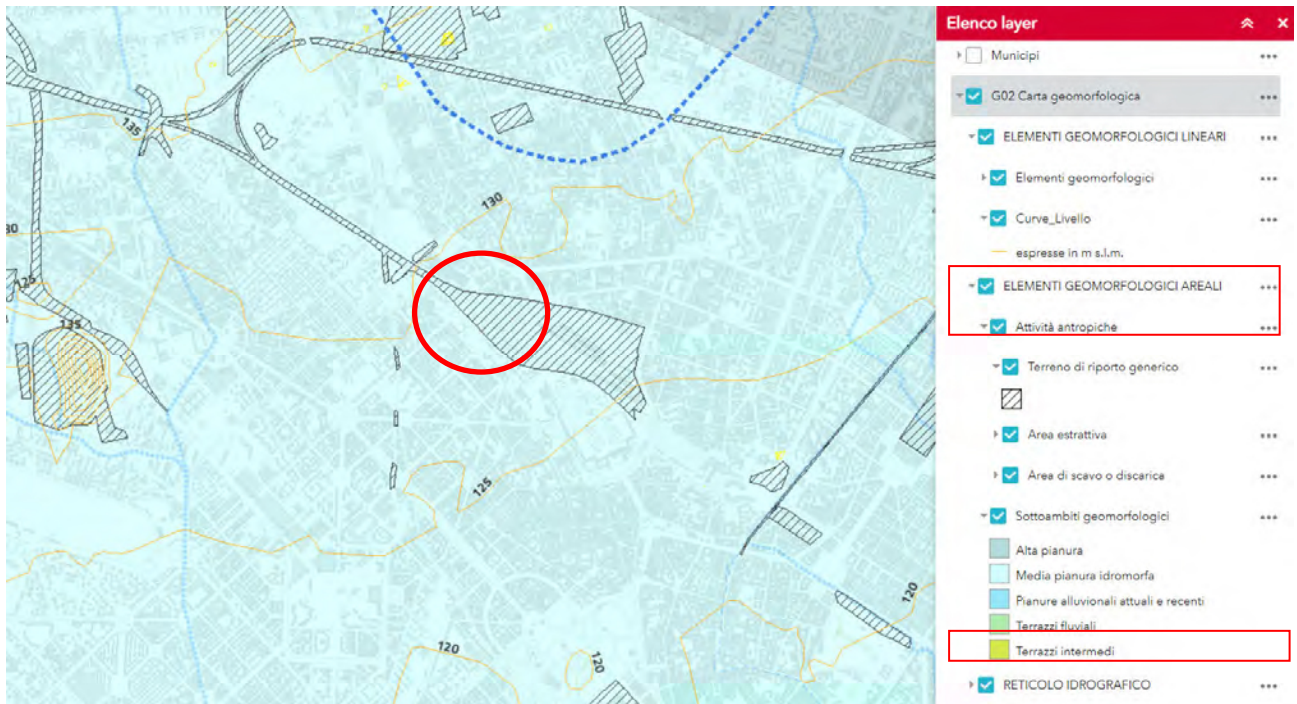 Elenco layer
Municipi
G02 Carta geomorfologica
ELEMENTI GEOMORFOLOGICI LINEARI
Elementi geomorfologici
Curve_Livello
espresse in m s.l.m.
ELEMENTI GEOMORFOLOGICI AREALI
Attività antropiche
Terreno di riporto generico
Area estrattiva
Area di scavo o discarica
Sottoambiti geomorfologici
Alta pianura
Media pianura idromorfa
Pianure alluvionali attuali e recenti
Terrazzi fluviali
Terrazzi intermedi
RETICOLO IDROGRAFICO
135
130
30
125
135
125
120
120
120